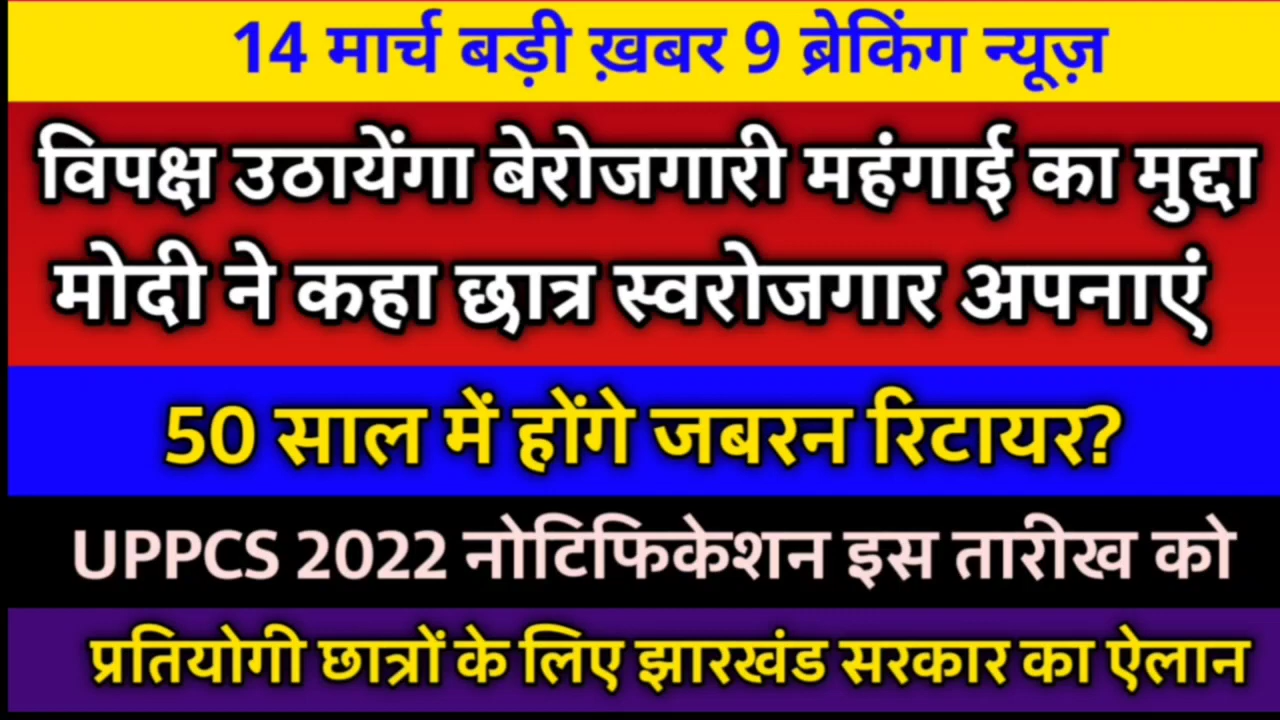 14 मार्च बड़ी ख़बर 9 ब्रेकिंग न्यूज़
विपक्ष उठायेंगा बेरोजगारी महंगाई का मुद्दा
मोदी ने कहा छात्र स्वरोजगार अपनाएं
50 साल में होंगे जबरन रिटायर?
UPPCS 2022 नोटिफिकेशन इस तारीख को
प्रतियोगी छात्रों के लिए झारखंड सरकार का ऐलान